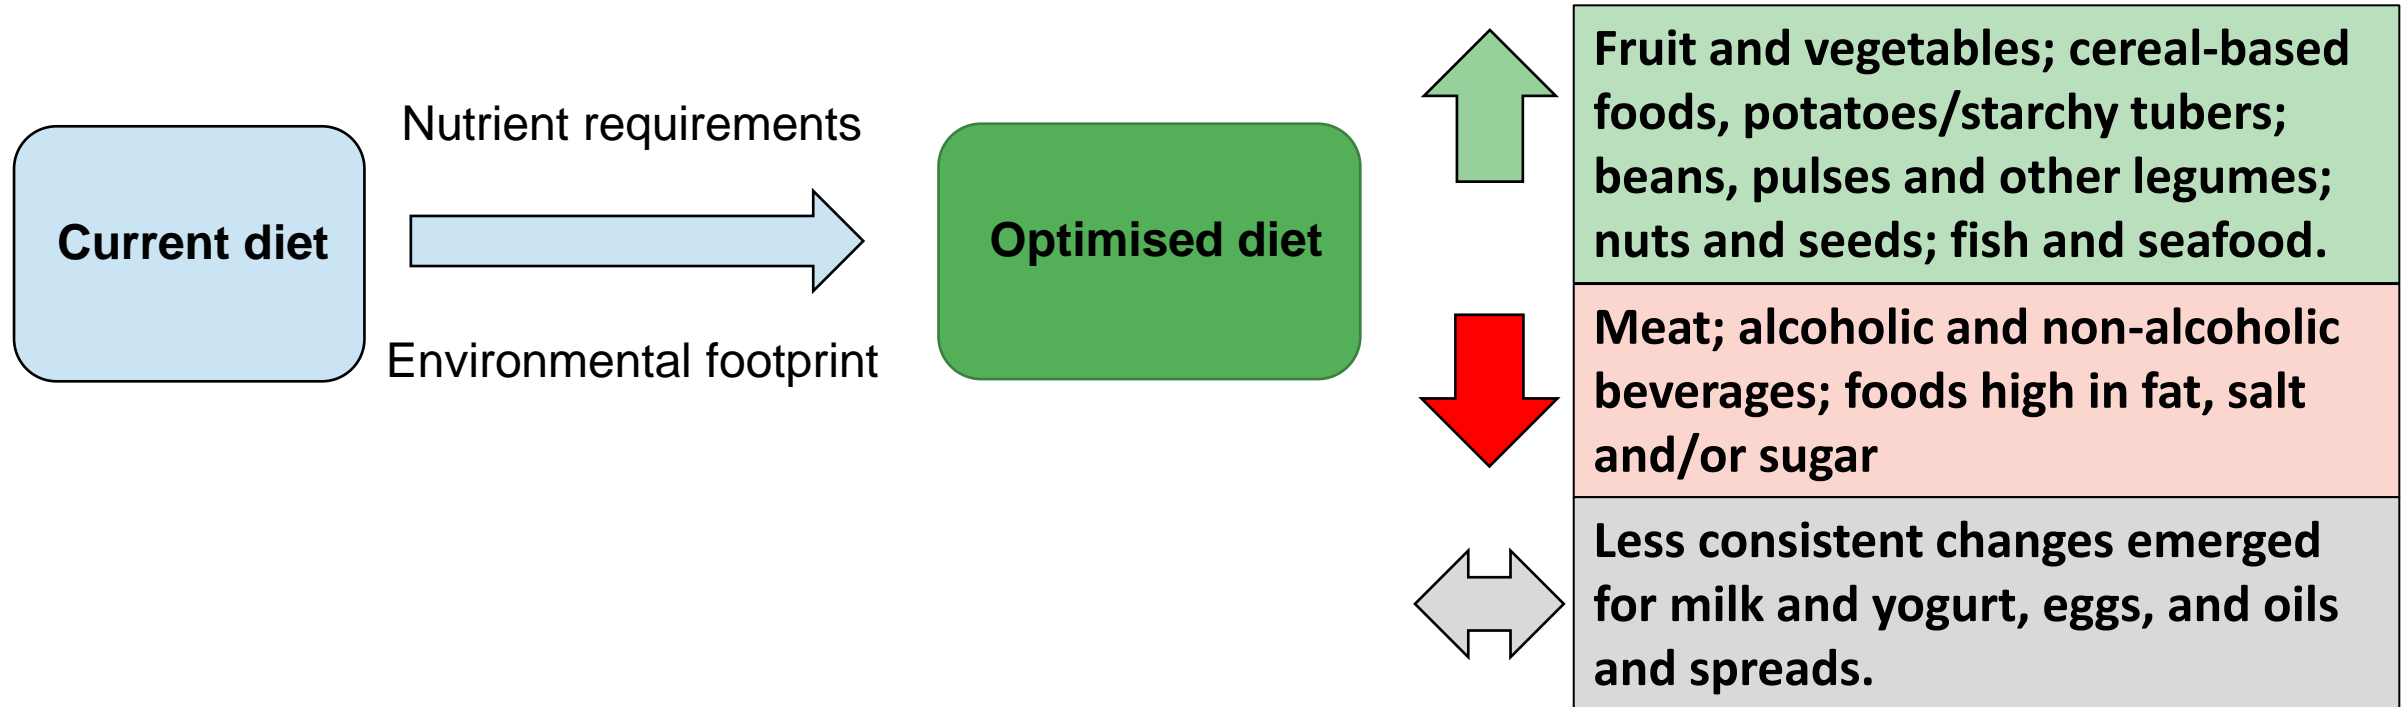 Current diet
Nutrient requirements
Environmental footprint
Optimised diet
Fruit and vegetables; cereal-based
foods, potatoes/starchy tubers;
beans, pulses and other legumes;
nuts and seeds; fish and seafood.
Meat; alcoholic and non-alcoholic
beverages; foods high in fat, salt
and/or sugar
Less consistent changes emerged
for milk and yogurt, eggs, and oils
and spreads.